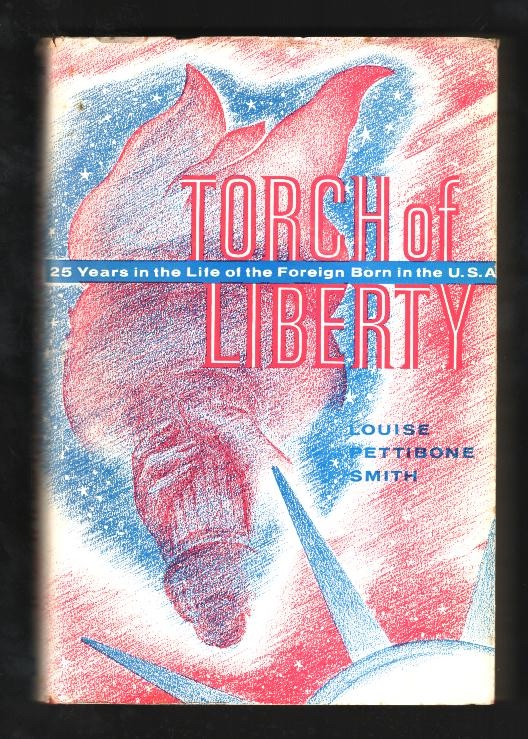 TORCH of
25 Years in the Life of the Foreign Born in the U.S.A
LIBERTY
LOUISE
PETTIBONE
SMITH